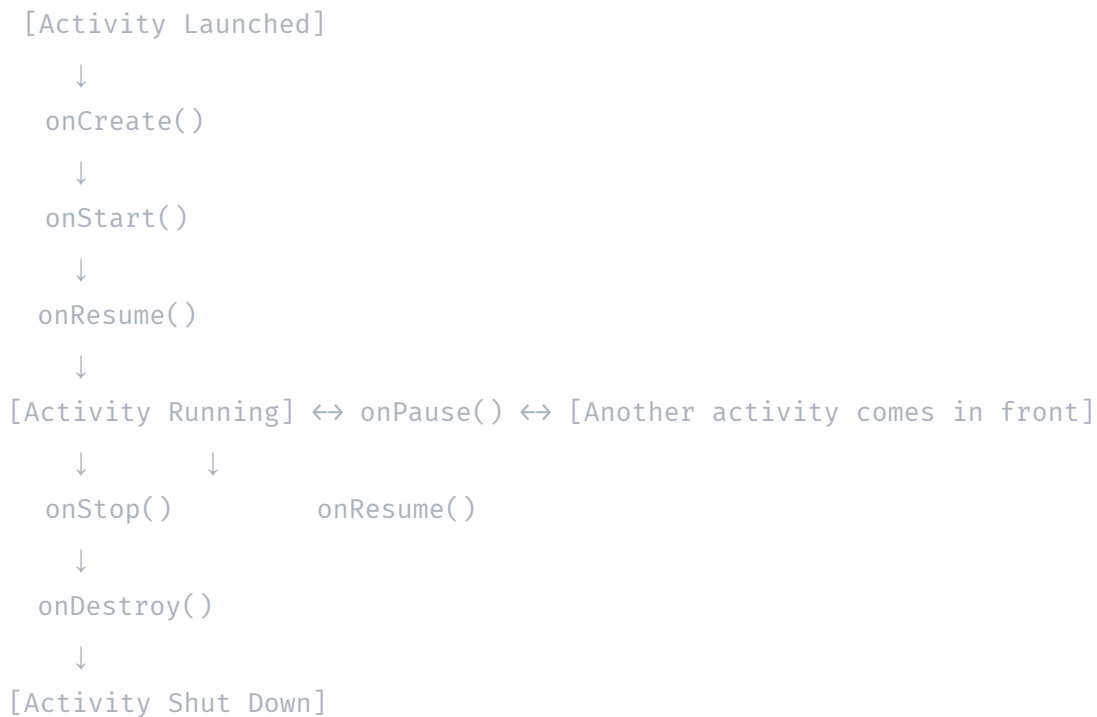 [Activity Launched]
↓
onCreate()
↓
onStart()
↓
onResume()
↓
[Activity Running] ↔ onPause() ↔ [Another activity comes in front]
↓ ↓
onStop() onResume()
↓
onDestroy()
↓
[Activity Shut Down]